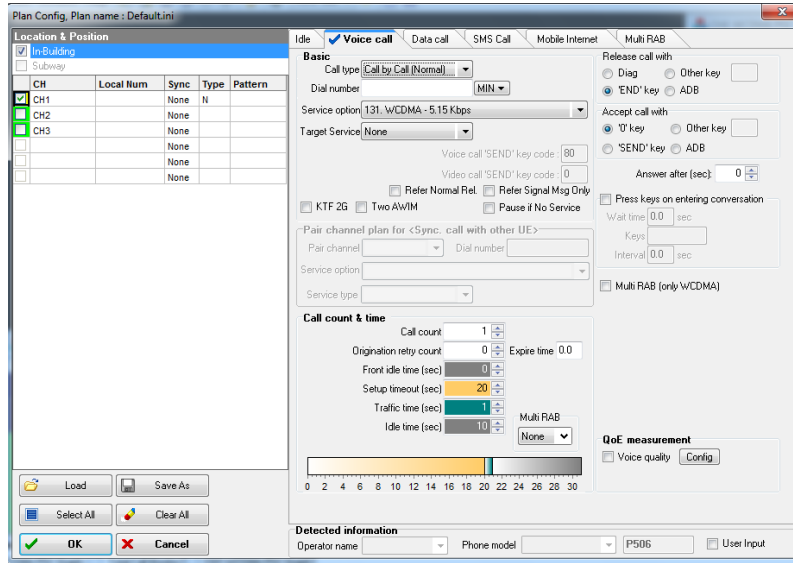 Plan Config, Plan name : Default.ini
Location & Position
In-Building
Subway
CH Local Num Sync Type Pattern
CH1 None N
CH2 None
CH3 None
None
None
None
Load Save As
Select All Clear All
OK Cancel
Idle Voice call Data call SMS Call Mobile Internet Multi RAB
Basic
Call type Call by Call (Normal)
Dial number MIN
Service option 131. WCDMA - 5.15 Kbps
Target Service None
Voice call 'SEND' key code : 80
Video call 'SEND' key code : 0
Refer Normal Rel. Refer Signal Msg Only
KTF 2G Two AWIM Pause if No Service
Pair channel plan for <Sync. call with other UE>
Pair channel Dial number
Service option
Service type
Call count & time
Call count 1
Origination retry count 0 Expire time 0.0
Front idle time (sec) 0
Setup timeout (sec) 20
Traffic time (sec) 1
Idle time (sec) 10
Multi RAB
None
0 2 4 6 8 10 12 14 16 18 20 22 24 26 28 30
Release call with
Diag Other key
'END' key ADB
Accept call with
'0' key Other key
'SEND' key ADB
Answer after (sec): 0
Press keys on entering conversation
Wait time 0.0 sec
Keys
Interval 0.0 sec
Multi RAB (only WCDMA)
QoE measurement
Voice quality Config
Detected information
Operator name Phone model P506 User Input